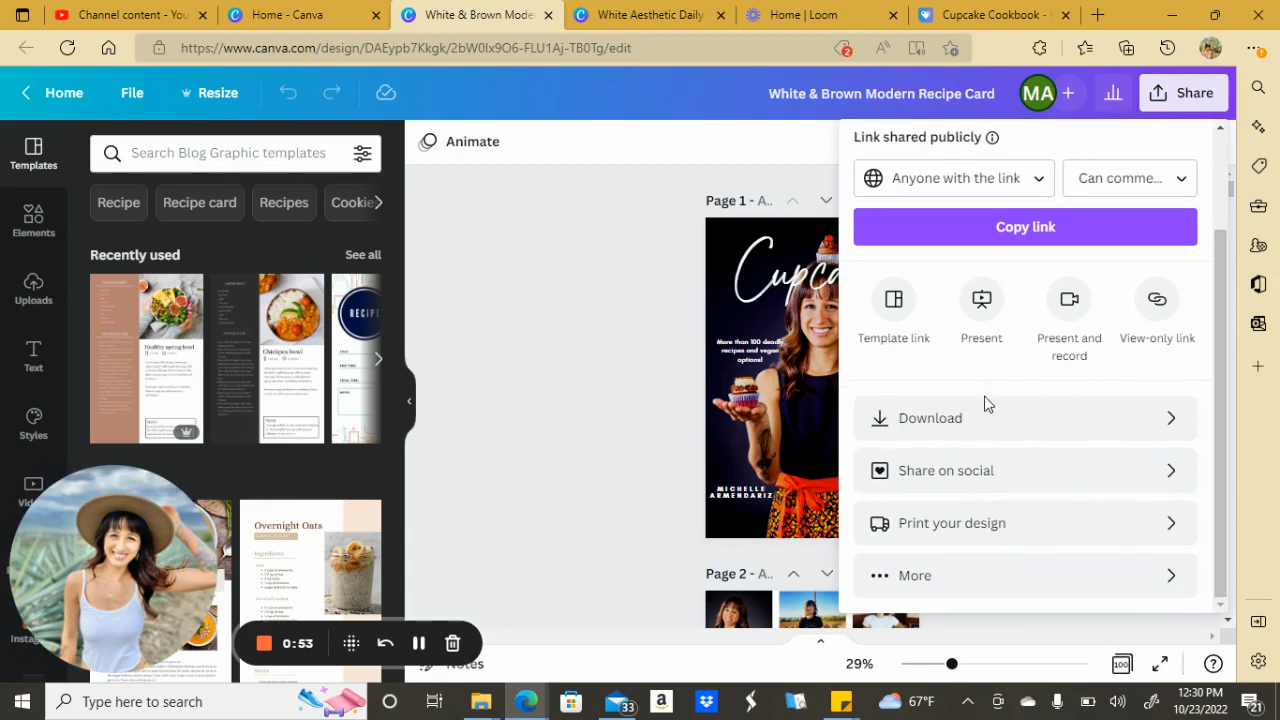 Channel content - You
Home - Canva
White & Brown Mode
White Aesthetic Daily
Home | Loom
Cupcake Cookbook -
https://www.canva.com/design/DAEypb7Kkgk/2bW0lx9O6-FLU1Aj-TB0Tg/edit
2
Home
File
Resize
White & Brown Modern Recipe Card
MA
Share
Templates
Elements
Uploads
Text
Styles
Search Blog Graphic templates
Recipe
Recipe card
Recipes
Cookie
Recently used
See all
Healthy spring bowl
Chiripos bowl
RECIPE
Overnight Oats
Ingredients
Animate
Page 1 - A..
Cupca
More than 100 deadly
recipes and vegan
options!
MICHELLE
ARMENDARIZ
Page 2 - A..
Link shared publicly
Anyone with the link
Can comme...
Copy link
Template
Present
Present and
record
View-only link
Download
Share on social
Print your design
More
0:53
Notes
29%
100
Type here to search
33
67°F
12:30 PM
10/23/2022
21